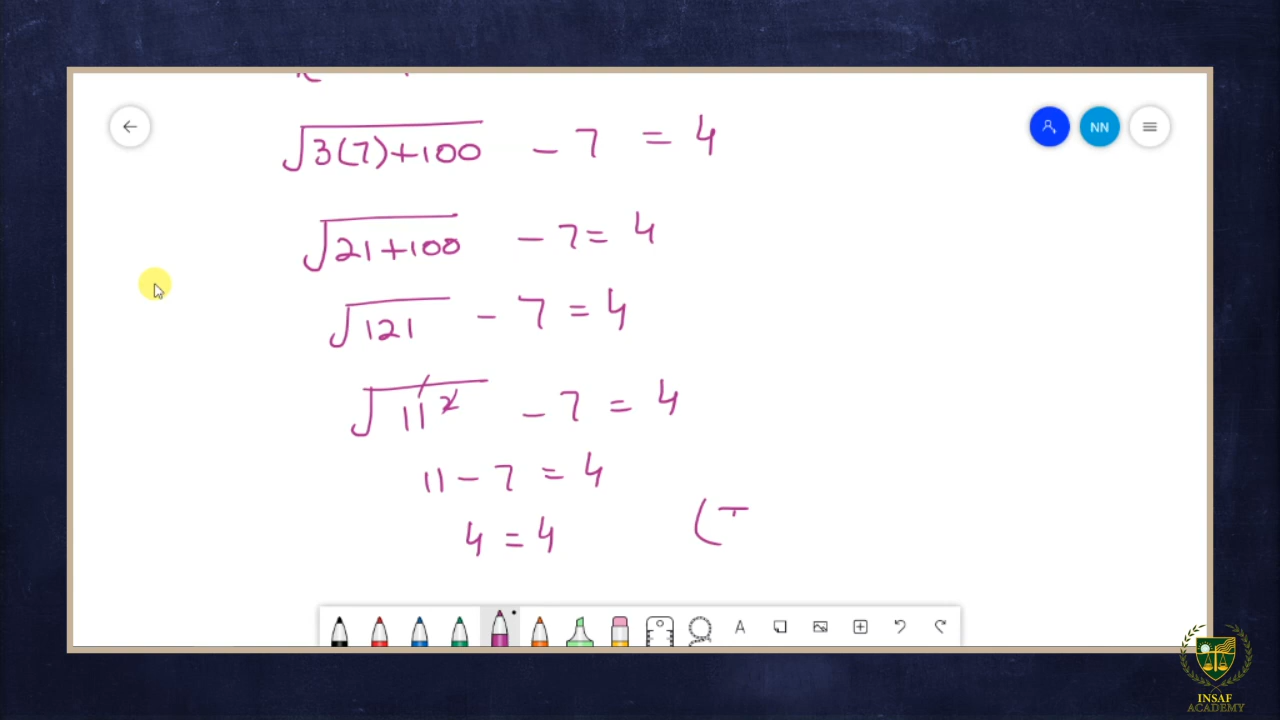 √3(7)+100 - 7 = 4
√21+100 - 7 = 4
√121 - 7 = 4
√11² - 7 = 4
11 - 7 = 4
4 = 4 (T
NN
A
INSAF
ACADEMY